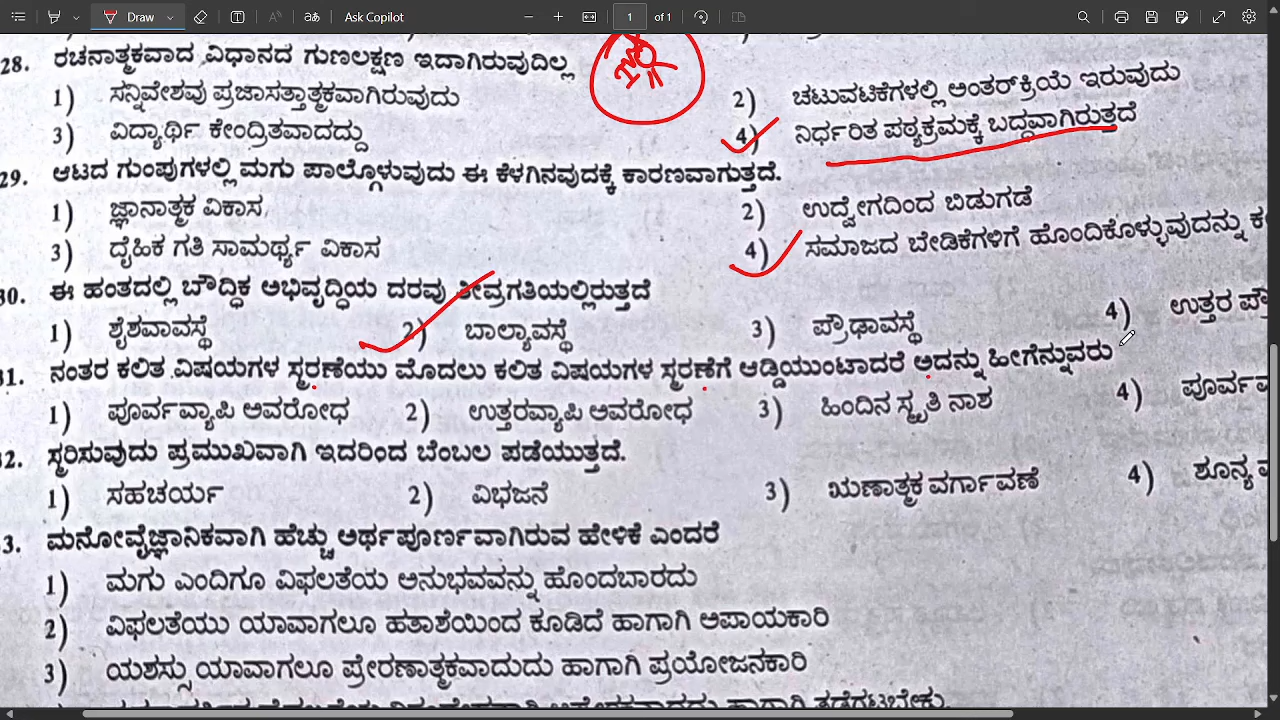 Draw
Ask Copilot
1 of 1
28. ರಚನಾತ್ಮಕವಾದ ವಿಧಾನದ ಗುಣಲಕ್ಷಣ ಇದಾಗಿರುವುದಿಲ್ಲ
1) ಸನ್ನಿವೇಶವು ಪ್ರಜಾಸತ್ತಾತ್ಮಕವಾಗಿರುವುದು 2) ಚಟುವಟಿಕೆಗಳಲ್ಲಿ ಅಂತರ್‌ಕ್ರಿಯೆ ಇರುವುದು
3) ವಿದ್ಯಾರ್ಥಿ ಕೇಂದ್ರಿತವಾದದ್ದು 4) ನಿರ್ಧರಿತ ಪಠ್ಯಕ್ರಮಕ್ಕೆ ಬದ್ಧವಾಗಿರುತ್ತದೆ
29. ಆಟದ ಗುಂಪುಗಳಲ್ಲಿ ಮಗು ಪಾಲ್ಗೊಳುವುದು ಈ ಕೆಳಗಿನವುದಕ್ಕೆ ಕಾರಣವಾಗುತ್ತದೆ.
1) ಜ್ಞಾನಾತ್ಮಕ ವಿಕಾಸ 2) ಉದ್ವೇಗದಿಂದ ಬಿಡುಗಡೆ
3) ದೈಹಿಕ ಗತಿ ಸಾಮರ್ಥ್ಯ ವಿಕಾಸ 4) ಸಮಾಜದ ಬೇಡಿಕೆಗಳಿಗೆ ಹೊಂದಿಕೊಳ್ಳುವುದನ್ನು
30. ಈ ಹಂತದಲ್ಲಿ ಬೌದ್ಧಿಕ ಅಭಿವೃದ್ಧಿಯ ದರವು ತೀವ್ರಗತಿಯಲ್ಲಿರುತ್ತದೆ
1) ಶೈಶವಾವಸ್ಥೆ 2) ಬಾಲ್ಯಾವಸ್ಥೆ 3) ಪ್ರೌಢಾವಸ್ಥೆ 4) ಉತ್ತರ
31. ನಂತರ ಕಲಿತ ವಿಷಯಗಳ ಸ್ಮರಣೆಯು ಮೊದಲು ಕಲಿತ ವಿಷಯಗಳ ಸ್ಮರಣೆಗೆ ಅಡ್ಡಿಯುಂಟಾದರೆ ಅದನ್ನು ಹೀಗೆನ್ನುವರು
1) ಪೂರ್ವವ್ಯಾಪಿ ಅವರೋಧ 2) ಉತ್ತರವ್ಯಾಪಿ ಅವರೋಧ 3) ಹಿಂದಿನ ಸ್ಮೃತಿ ನಾಶ 4)
32. ಸ್ಮರಿಸುವುದು ಪ್ರಮುಖವಾಗಿ ಇದರಿಂದ ಬೆಂಬಲ ಪಡೆಯುತ್ತದೆ.
1) ಸಹಚರ್ಯ 2) ವಿಭಜನೆ 3) ಋಣಾತ್ಮಕ ವರ್ಗಾವಣೆ 4) ಶೂನ್ಯ
3. ಮನೋವೈಜ್ಞಾನಿಕವಾಗಿ ಹೆಚ್ಚು ಅರ್ಥಪೂರ್ಣವಾಗಿರುವ ಹೇಳಿಕೆ ಎಂದರೆ
1) ಮಗು ಎಂದಿಗೂ ವಿಫಲತೆಯ ಅನುಭವವನ್ನು ಹೊಂದಬಾರದು
2) ವಿಫಲತೆಯು ಯಾವಾಗಲೂ ಹತಾಶೆಯಿಂದ ಕೂಡಿದೆ ಹಾಗಾಗಿ ಅಪಾಯಕಾರಿ
3) ಯಶಸ್ಸು ಯಾವಾಗಲೂ ಪ್ರೇರಣಾತ್ಮಕವಾದುದು ಹಾಗಾಗಿ ಪ್ರಯೋಜನಕಾರಿ